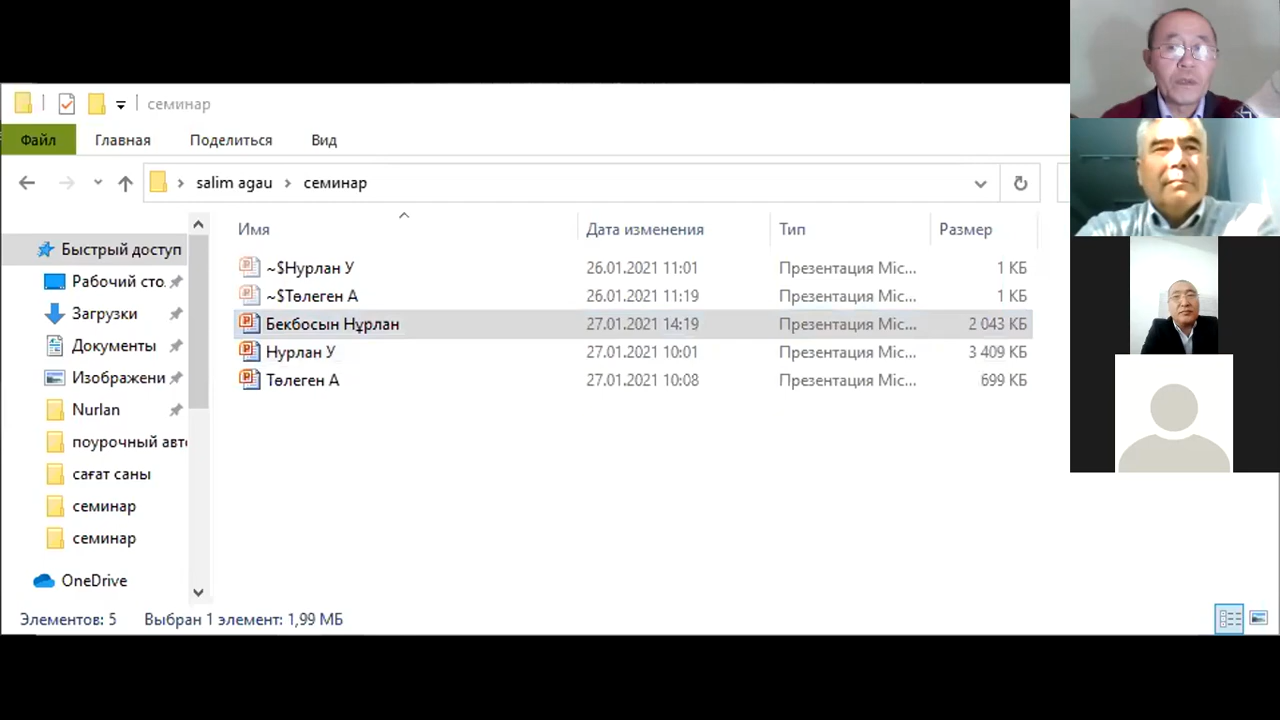 семинар
Файл Главная Поделиться Вид
salim agau семинар
Имя Дата изменения Тип Размер
~$Нурлан У 26.01.2021 11:01 Презентация Mic... 1 КБ
~$Төлеген А 26.01.2021 11:19 Презентация Mic... 1 КБ
Бекбосын Нұрлан 27.01.2021 14:19 Презентация Mic... 2 043 КБ
Нурлан У 27.01.2021 10:01 Презентация Mic... 3 409 КБ
Төлеген А 27.01.2021 10:08 Презентация Mic... 699 КБ
Быстрый доступ
Рабочий сто.
Загрузки
Документы
Изображени
Nurlan
поурочный авто
сағат саны
семинар
семинар
OneDrive
Элементов: 5 Выбран 1 элемент: 1,99 МБ